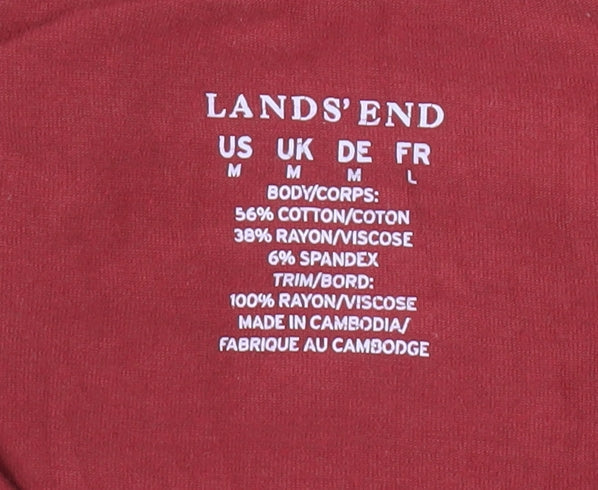 LANDS' END
US UK DE FR
M M M L
BODY/CORPS:
56% COTTON/COTON
38% RAYON/VISCOSE
6% SPANDEX
TRIM/BORD:
100% RAYON/VISCOSE
MADE IN CAMBODIA/
FABRIQUE AU CAMBODGE